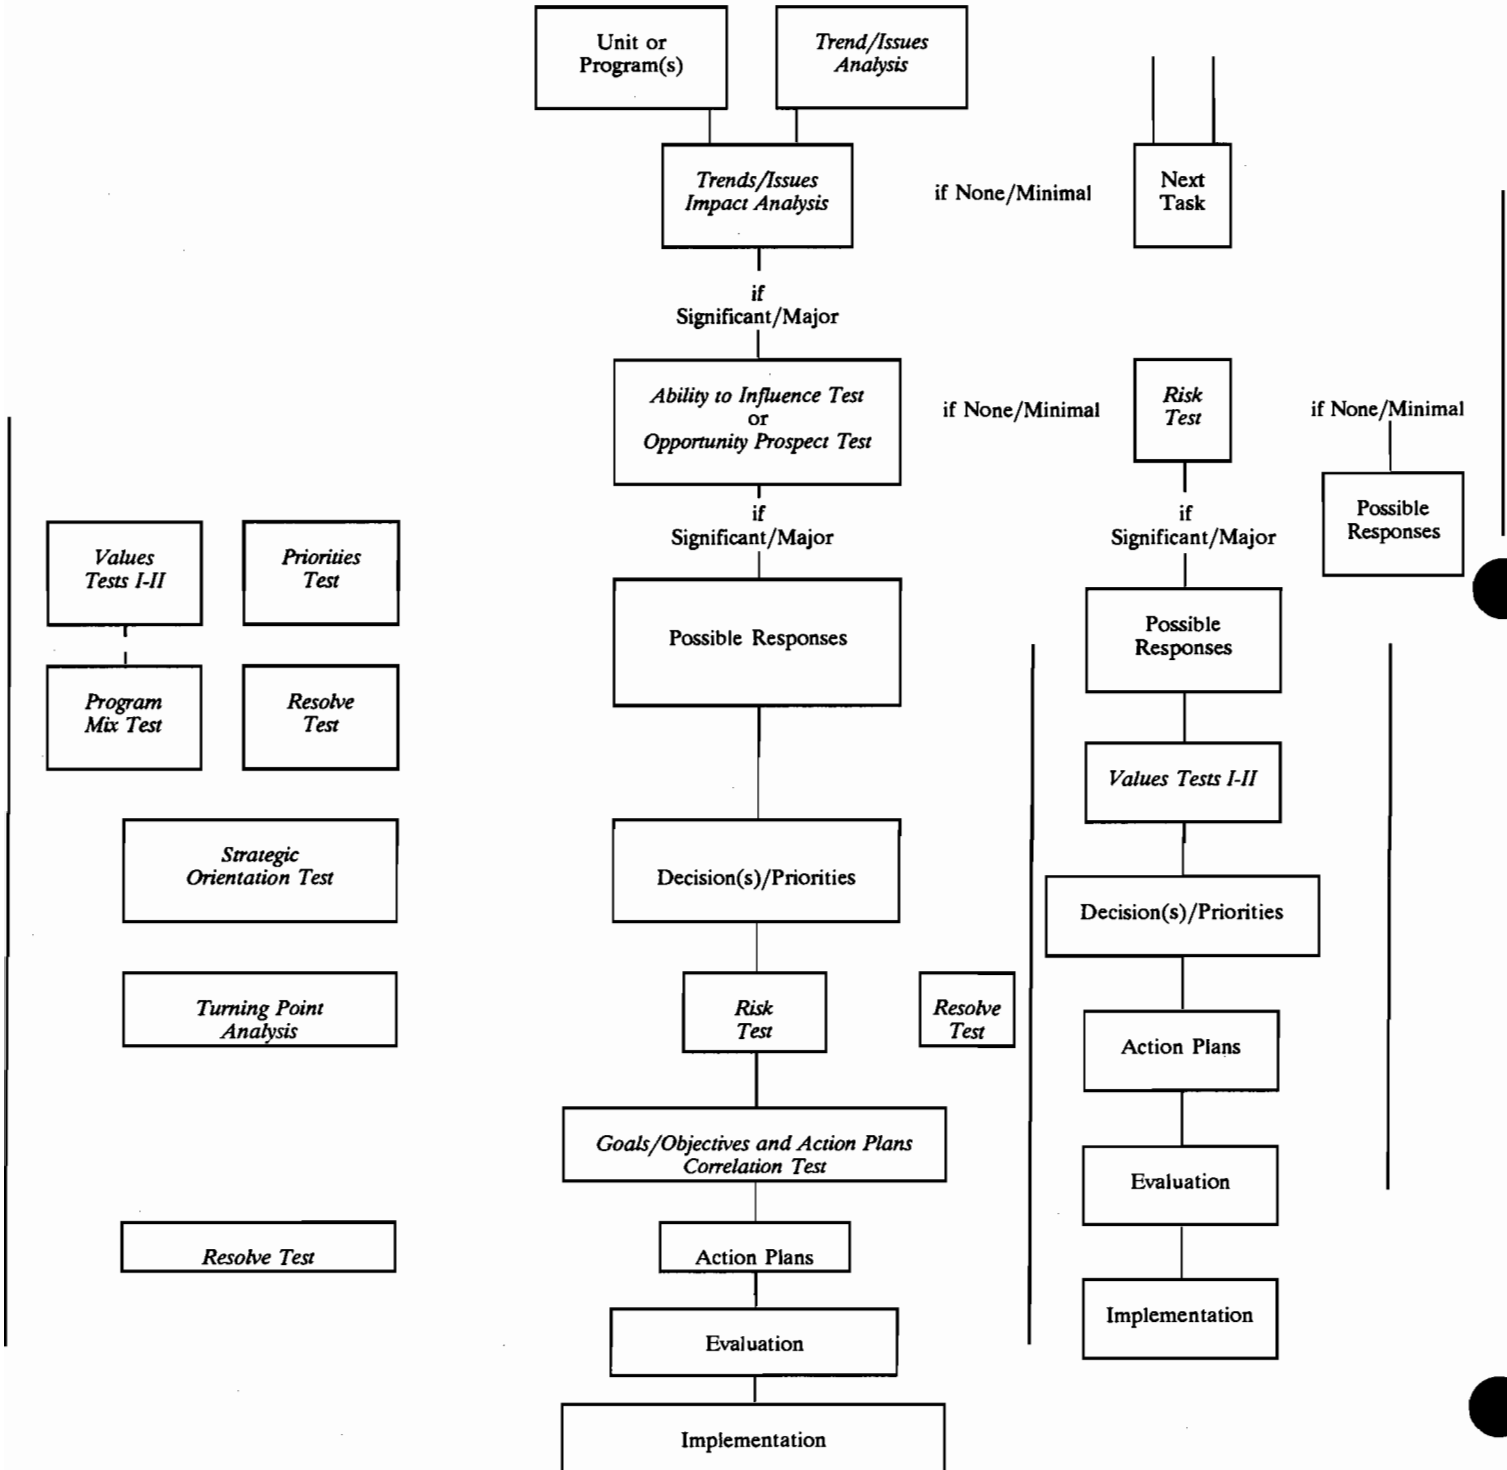 Unit or
Program(s)
Trend/Issues
Analysis
Trends/Issues
Impact Analysis
if None/Minimal
Next
Task
if
Significant/Major
Ability to Influence Test
or
Opportunity Prospect Test
if None/Minimal
Risk
Test
if None/Minimal
if
Significant/Major
if
Significant/Major
Possible
Responses
Values
Tests I-II
Priorities
Test
Possible Responses
Possible
Responses
Program
Mix Test
Resolve
Test
Values Tests I-II
Strategic
Orientation Test
Decision(s)/Priorities
Decision(s)/Priorities
Turning Point
Analysis
Risk
Test
Resolve
Test
Action Plans
Goals/Objectives and Action Plans
Correlation Test
Evaluation
Resolve Test
Action Plans
Implementation
Evaluation
Implementation